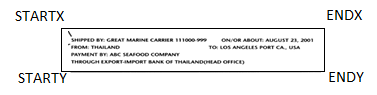 STARTX ENDX
SHIPPED BY: GREAT MARINE CARRIER 111000-999 ON/OR ABOUT: AUGUST 23, 2001
FROM: THAILAND TO: LOS ANGELES PORT CA., USA
PAYMENT BY: ABC SEAFOOD COMPANY
THROUGH EXPORT-IMPORT BANK OF THAILAND(HEAD OFFICE)
STARTY ENDY